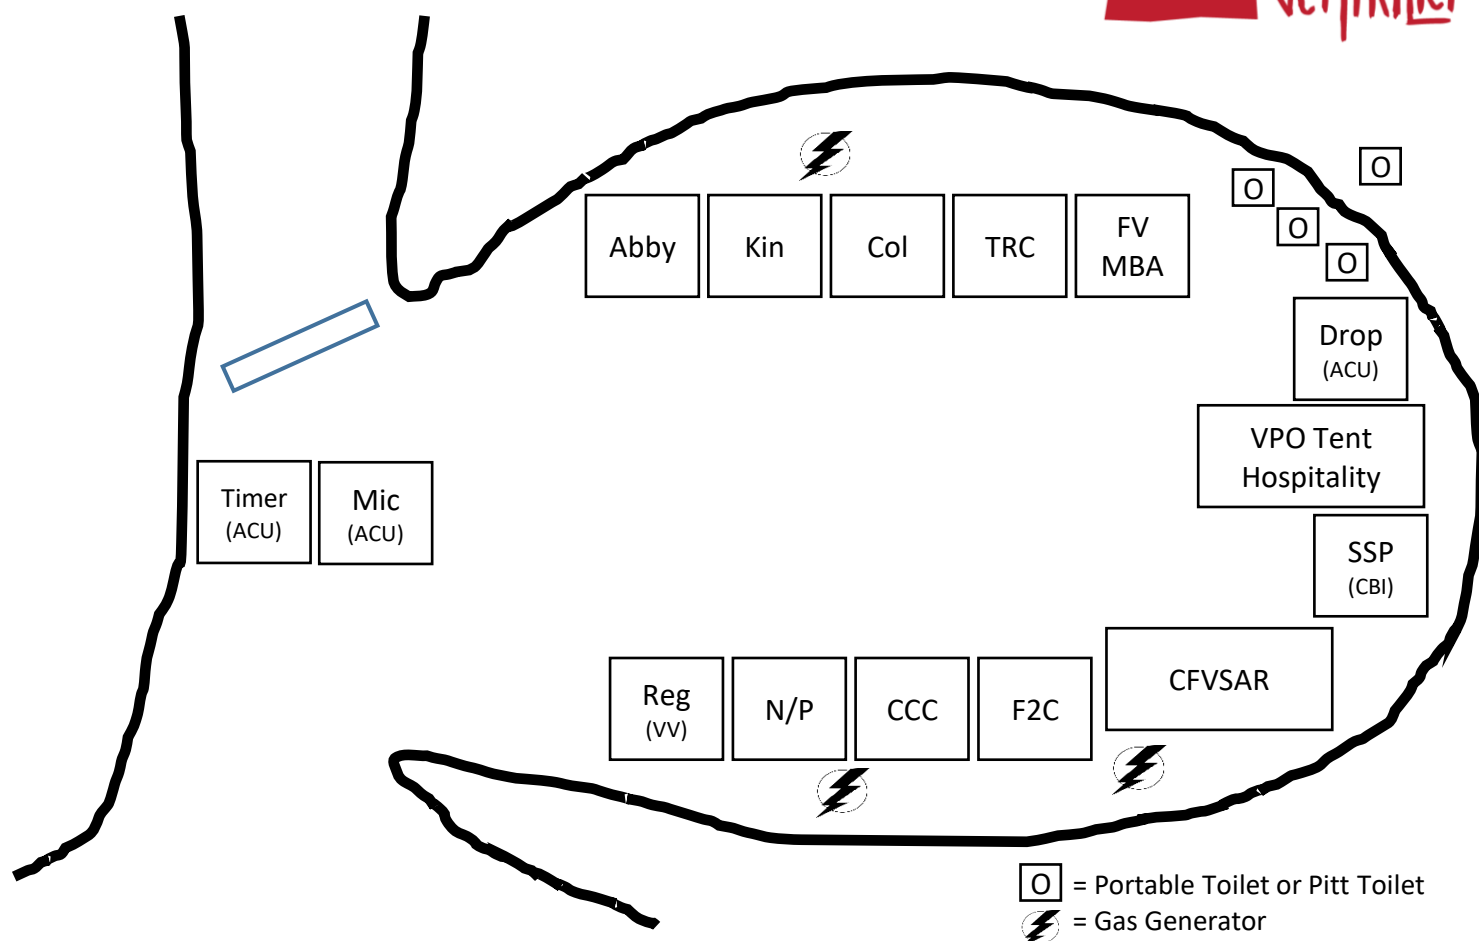 O
O
O
O
Abby
Kin
Col
TRC
FV
MBA
Drop
(ACU)
VPO Tent
Hospitality
Timer
(ACU)
Mic
(ACU)
SSP
(CBI)
CFVSAR
Reg
(VV)
N/P
CCC
F2C
O = Portable Toilet or Pitt Toilet
= Gas Generator